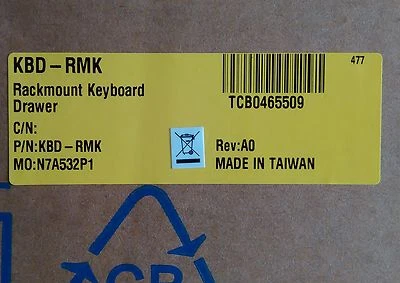 KBD-RMK
477
Rackmount Keyboard
Drawer
TCB0465509
C/N:
P/N:KBD-RMK
Rev:A0
MO:N7A532P1
MADE IN TAIWAN